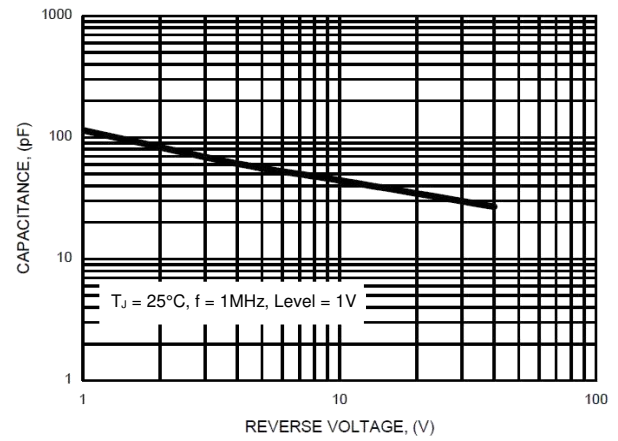 1000
100
10
1
CAPACITANCE, (pF)
TJ = 25°C, f = 1MHz, Level = 1V
1
10
100
REVERSE VOLTAGE, (V)